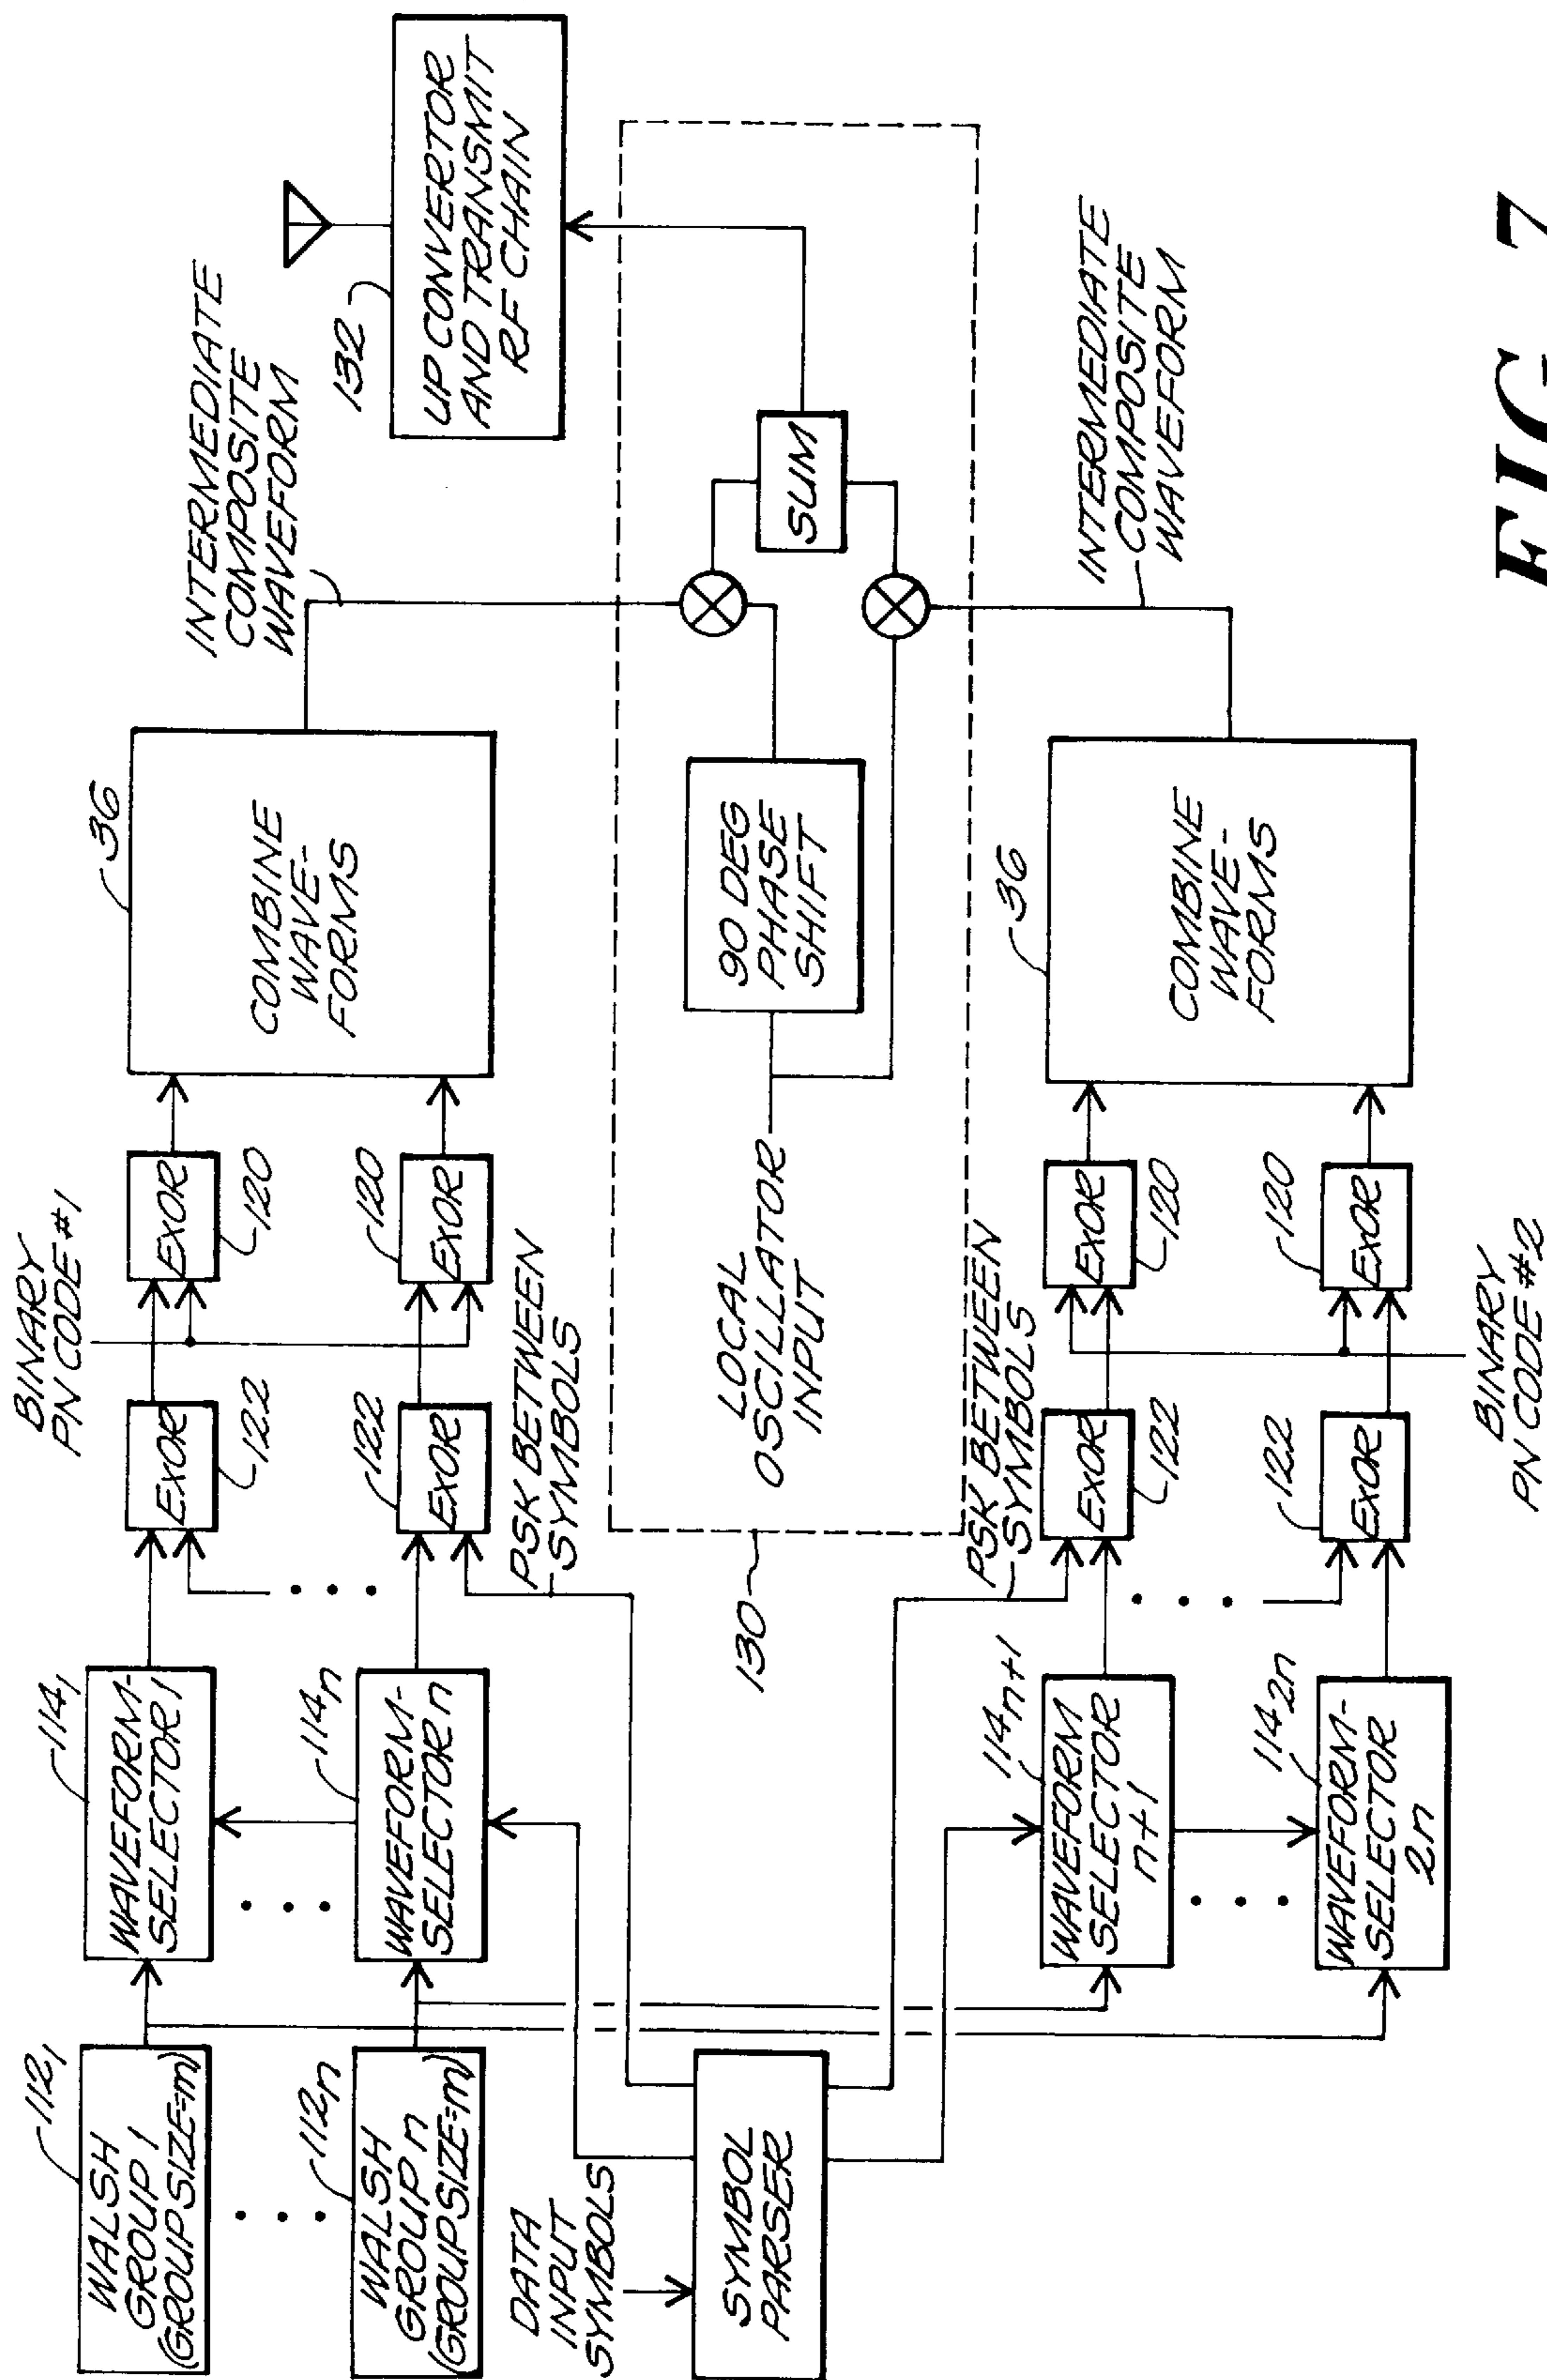 WALSH
GROUP 1
(GROUP SIZE=m)
112₁
WALSH
GROUP n
(GROUP SIZE=m)
112n
DATA
INPUT
SYMBOLS
SYMBOL
PARSER
WAVEFORM-
SELECTOR 1
114₁
WAVEFORM-
SELECTOR n
114n
WAVEFORM
SELECTOR
n+1
114n+1
WAVEFORM-
SELECTOR
2n
1142n
EXOR
122
EXOR
122
PSK BETWEEN
SYMBOLS
130
PSK BETWEEN
SYMBOLS
EXOR
122
EXOR
122
BINARY
PN CODE #1
EXOR
120
EXOR
120
LOCAL
OSCILLATOR
INPUT
EXOR
120
EXOR
120
BINARY
PN CODE #2
COMBINE
WAVE-
FORMS
36
90 DEG
PHASE
SHIFT
COMBINE
WAVE-
FORMS
36
INTERMEDIATE
COMPOSITE
WAVEFORM
SUM
INTERMEDIATE
COMPOSITE
WAVEFORM
132
UP CONVERTOR
AND TRANSMIT
RF CHAIN
FIG. 7